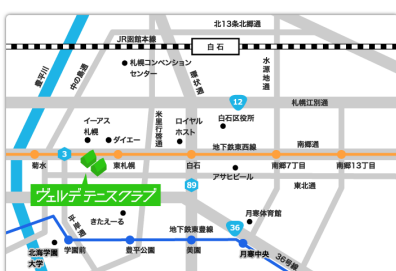 北13条北郷通
JR函館本線
白石
豊平川
中の島通
札幌コンベンション
センター
環状通
水源地通
12
札幌江別通
イーアス
札幌
ダイエー
米里行啓通
ロイヤル
ホスト
白石区役所
地下鉄東西線
南郷通
3
菊水
東札幌
白石
南郷7丁目
南郷13丁目
アサヒビール
東北通
89
ヴェルデテニスクラブ
きたえーる
平岸通
地下鉄東豊線
月寒体育館
36
北海学園
大学
学園前
豊平公園
美園
月寒中央
36号線